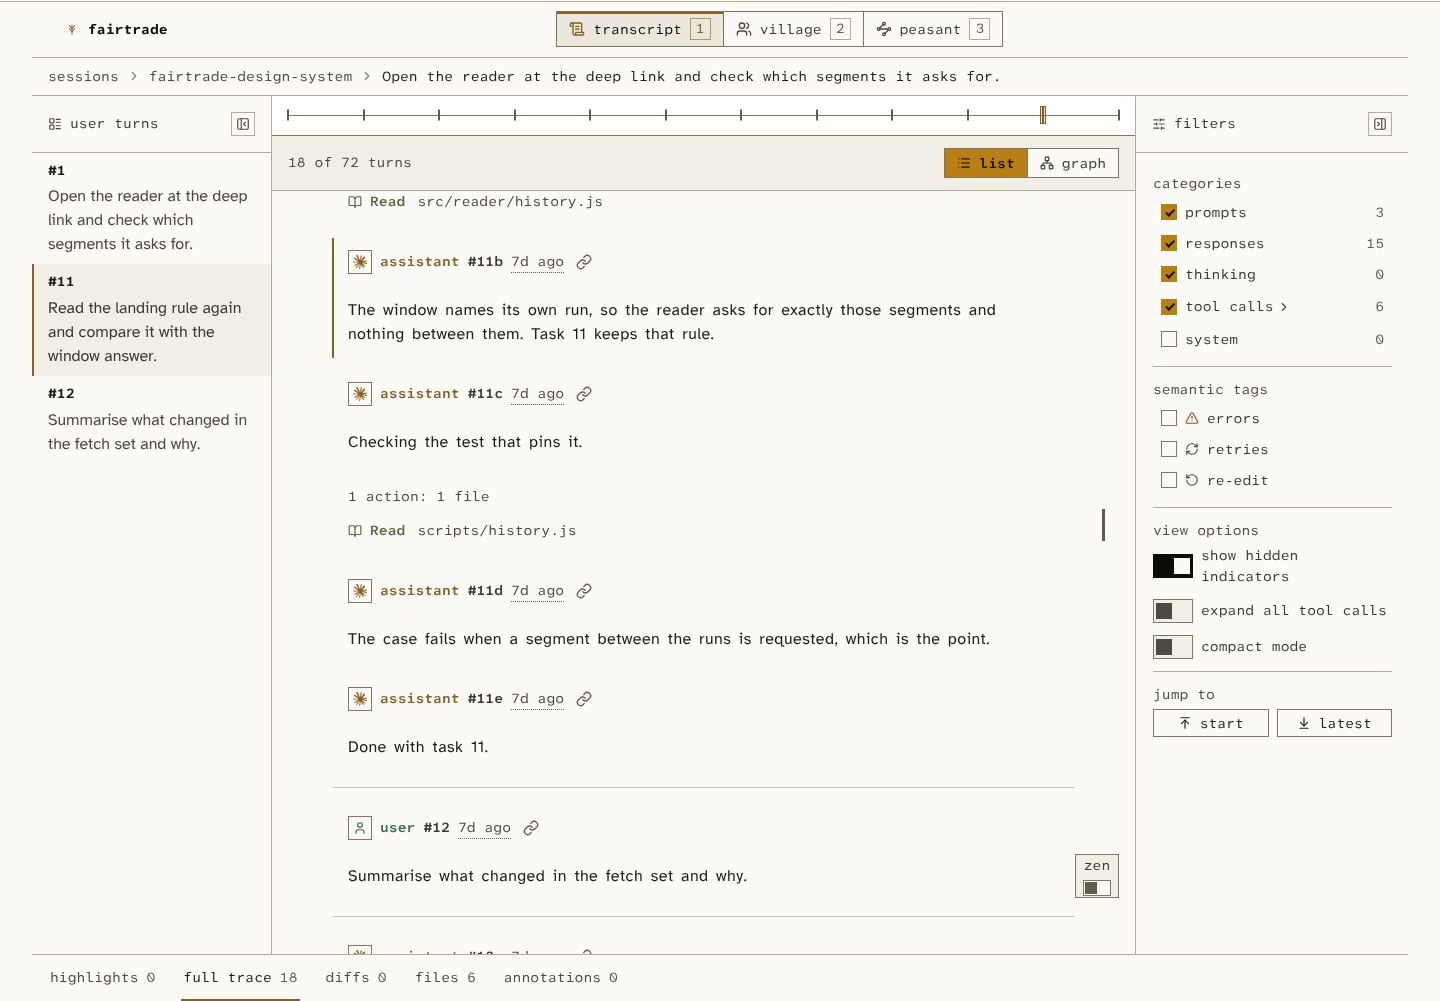 fairtrade
transcript 1
village 2
peasant 3
sessions > fairtrade-design-system > Open the reader at the deep link and check which segments it asks for.
user turns
#1
Open the reader at the deep
link and check which
segments it asks for.
#11
Read the landing rule again
and compare it with the
window answer.
#12
Summarise what changed in
the fetch set and why.
18 of 72 turns
list
graph
Read src/reader/history.js
assistant #11b 7d ago
The window names its own run, so the reader asks for exactly those segments and
nothing between them. Task 11 keeps that rule.
assistant #11c 7d ago
Checking the test that pins it.
1 action: 1 file
Read scripts/history.js
assistant #11d 7d ago
The case fails when a segment between the runs is requested, which is the point.
assistant #11e 7d ago
Done with task 11.
user #12 7d ago
Summarise what changed in the fetch set and why.
zen
filters
categories
prompts 3
responses 15
thinking 0
tool calls > 6
system 0
semantic tags
errors
retries
re-edit
view options
show hidden
indicators
expand all tool calls
compact mode
jump to
start
latest
highlights 0
full trace 18
diffs 0
files 6
annotations 0